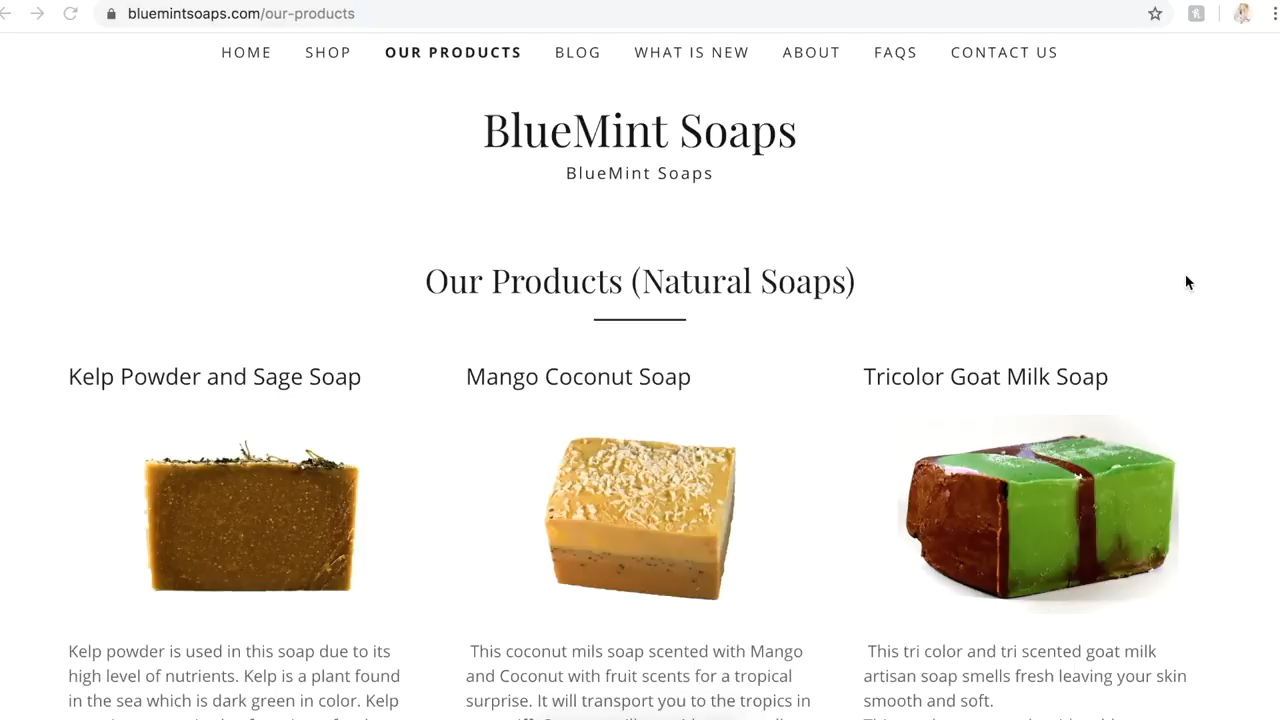 bluemintsoaps.com/our-products
HOME SHOP OUR PRODUCTS BLOG WHAT IS NEW ABOUT FAQS CONTACT US
BlueMint Soaps
BlueMint Soaps
Our Products (Natural Soaps)
Kelp Powder and Sage Soap
Kelp powder is used in this soap due to its
high level of nutrients. Kelp is a plant found
in the sea which is dark green in color. Kelp
Mango Coconut Soap
This coconut mils soap scented with Mango
and Coconut with fruit scents for a tropical
surprise. It will transport you to the tropics in
Tricolor Goat Milk Soap
This tri color and tri scented goat milk
artisan soap smells fresh leaving your skin
smooth and soft.